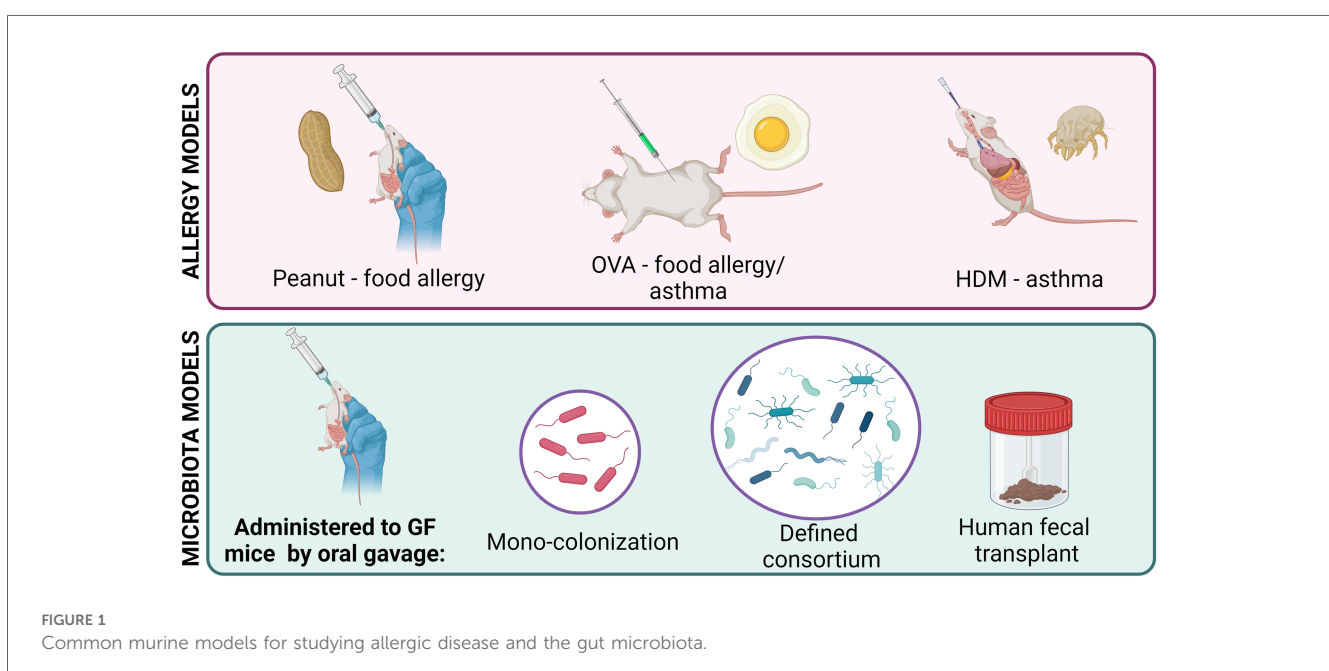 ALLERGY MODELS
Peanut - food allergy
OVA - food allergy/
asthma
HDM - asthma
MICROBIOTA MODELS
Administered to GF
mice by oral gavage:
Mono-colonization
Defined
consortium
Human fecal
transplant
FIGURE 1
Common murine models for studying allergic disease and the gut microbiota.